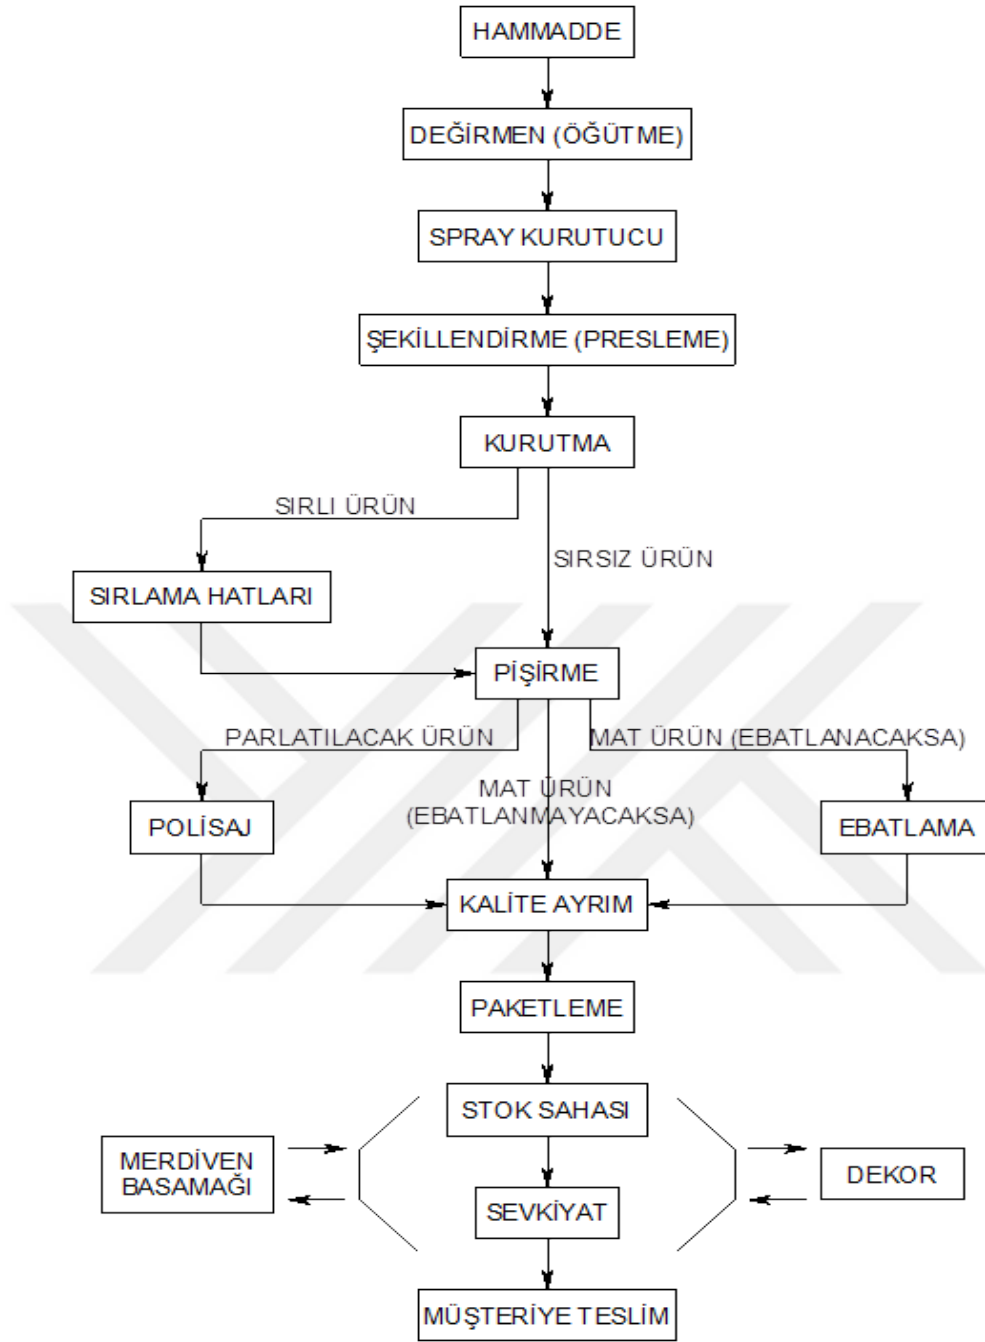 HAMMADDE
DEĞİRMEN (ÖĞÜTME)
SPRAY KURUTUCU
ŞEKİLLENDİRME (PRESLEME)
KURUTMA
SIRLI ÜRÜN
SIRSIZ ÜRÜN
SIRLAMA HATLARI
PİŞİRME
PARLATILACAK ÜRÜN
MAT ÜRÜN (EBATLANACAKSA)
MAT ÜRÜN
(EBATLANMAYACAKSA)
POLİSAJ
EBATLAMA
KALİTE AYRIM
PAKETLEME
STOK SAHASI
MERDİVEN
BASAMAĞI
DEKOR
SEVKİYAT
MÜŞTERİYE TESLİM